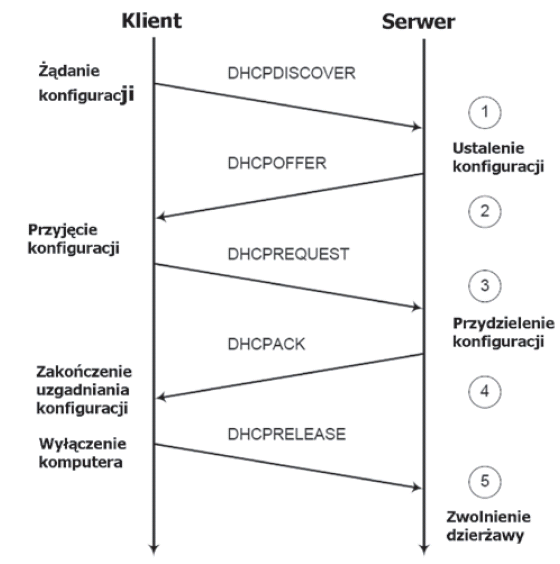 Klient
Serwer
Żądanie
konfiguracji
DHCPDISCOVER
1
Ustalenie
konfiguracji
DHCPOFFER
2
Przyjęcie
konfiguracji
DHCPREQUEST
3
Przydzielenie
konfiguracji
DHCPACK
Zakończenie
uzgadniania
konfiguracji
4
Wyłączenie
komputera
DHCPRELEASE
5
Zwolnienie
dzierżawy